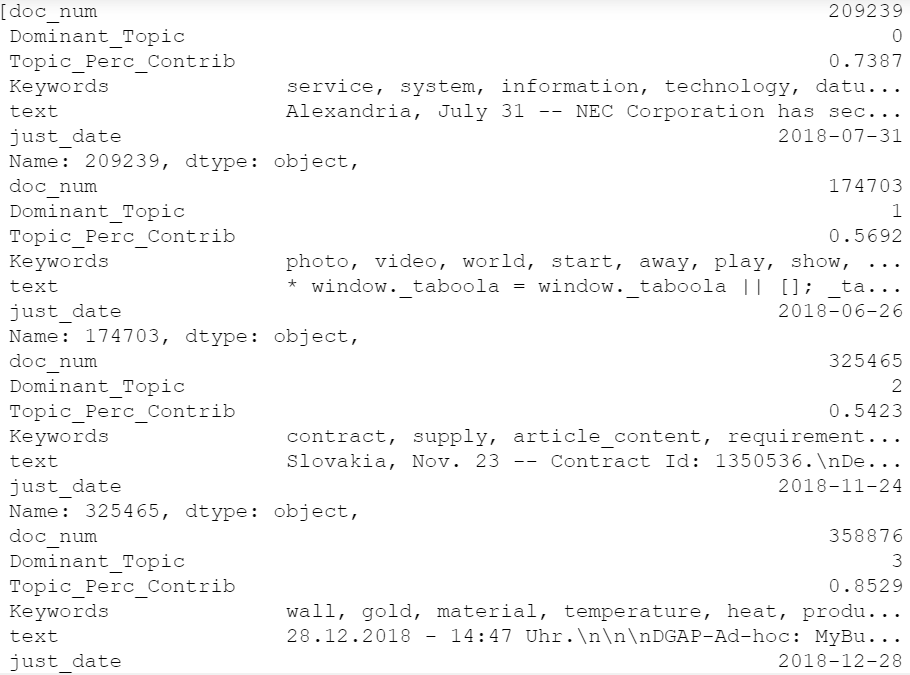 [doc_num 209239
Dominant_Topic 0
Topic_Perc_Contrib 0.7387
Keywords service, system, information, technology, datu...
text Alexandria, July 31 -- NEC Corporation has sec...
just_date 2018-07-31
Name: 209239, dtype: object,
doc_num 174703
Dominant_Topic 1
Topic_Perc_Contrib 0.5692
Keywords photo, video, world, start, away, play, show, ...
text * window._taboola = window._taboola || []; _ta...
just_date 2018-06-26
Name: 174703, dtype: object,
doc_num 325465
Dominant_Topic 2
Topic_Perc_Contrib 0.5423
Keywords contract, supply, article_content, requirement...
text Slovakia, Nov. 23 -- Contract Id: 1350536.\nDe...
just_date 2018-11-24
Name: 325465, dtype: object,
doc_num 358876
Dominant_Topic 3
Topic_Perc_Contrib 0.8529
Keywords wall, gold, material, temperature, heat, produ...
text 28.12.2018 - 14:47 Uhr.\n\n\nDGAP-Ad-hoc: MyBu...
just_date 2018-12-28